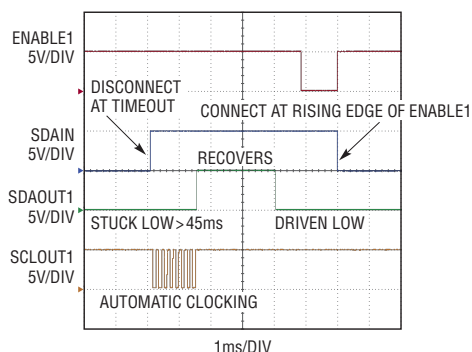 ENABLE1
5V/DIV
DISCONNECT
AT TIMEOUT
CONNECT AT RISING EDGE OF ENABLE1
SDAIN
5V/DIV
RECOVERS
SDAOUT1
5V/DIV
STUCK LOW > 45ms
DRIVEN LOW
SCLOUT1
5V/DIV
AUTOMATIC CLOCKING
1ms/DIV